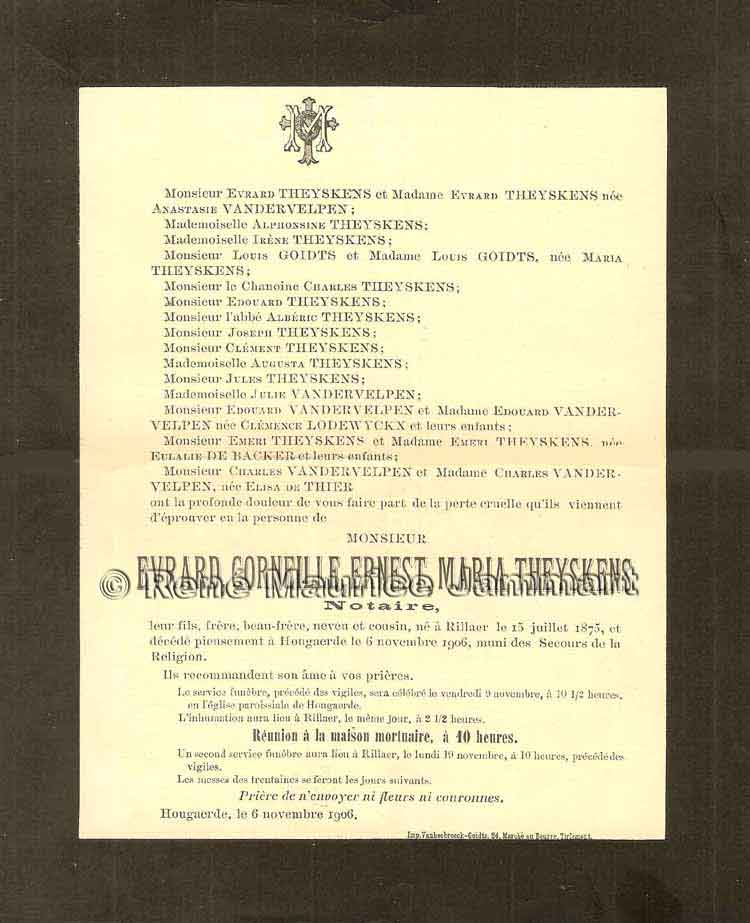 Monsieur Evrard THEYSKENS et Madame Evrard THEYSKENS née
Anastasie VANDERVELPEN;
Mademoiselle Alphonsine THEYSKENS;
Mademoiselle Irène THEYSKENS;
Monsieur Louis GOIDTS et Madame Louis GOIDTS, née Maria
THEYSKENS;
Monsieur le Chanoine Charles THEYSKENS;
Monsieur Edouard THEYSKENS;
Monsieur l'abbé Albéric THEYSKENS;
Monsieur Joseph THEYSKENS;
Monsieur Clément THEYSKENS;
Mademoiselle Augusta THEYSKENS;
Monsieur Jules THEYSKENS;
Mademoiselle Julie VANDERVELPEN;
Monsieur Edouard VANDERVELPEN et Madame Edouard VANDER-
VELPEN née Clémence LODEWYCKX et leurs enfants;
Monsieur Emeri THEYSKENS et Madame Emeri THEYSKENS, née
Eulalie DE BACKER et leurs enfants;
Monsieur Charles VANDERVELPEN et Madame Charles VANDER-
VELPEN, née Elisa de THIER
ont la profonde douleur de vous faire part de la perte cruelle qu'ils viennent
d'éprouver en la personne de
MONSIEUR
EVRARD CORNEILLE ERNEST MARIA THEYSKENS
© René Maurice Jammart
Notaire,
leur fils, frère, beau-frère, neveu et cousin, né à Rillaer le 15 juillet 1875, et
décédé pieusement à Hougaerde le 6 novembre 1906, muni des Secours de la
Religion.
Ils recommandent son âme à vos prières.
Le service funèbre, précédé des vigiles, sera célébré le vendredi 9 novembre, à 10 1/2 heures,
en l'église paroissiale de Hougaerde.
L'inhumation aura lieu à Rillaer, le même jour, à 2 1/2 heures.
Réunion à la maison mortuaire, à 10 heures.
Un second service funèbre aura lieu à Rillaer, le lundi 19 novembre, à 10 heures, précédé des
vigiles.
Les messes des trentaines se feront les jours suivants.
Prière de n'envoyer ni fleurs ni couronnes.
Hougaerde, le 6 novembre 1906.
Imp. Vanhoebroeck-Goidts, 24, Marché au Beurre, Tirlemont.